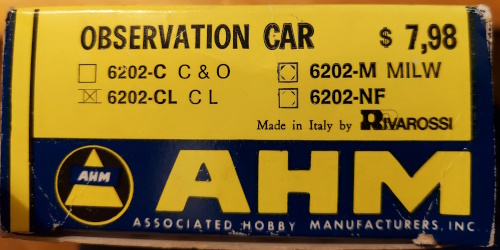 OBSERVATION CAR $ 7,98
6202-C C & O 6202-M MILW
6202-CL CL 6202-NF
Made in Italy by RIVAROSSI
AHM AHM
ASSOCIATED HOBBY MANUFACTURERS, INC